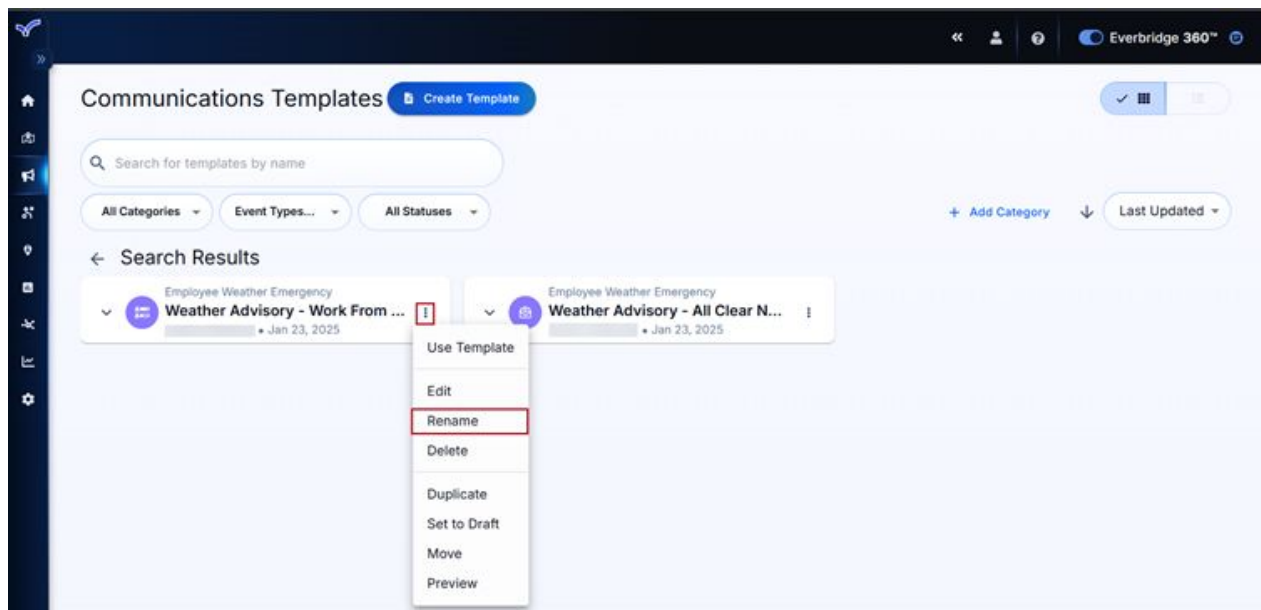 Everbridge 360™
Communications Templates
Create Template
Search for templates by name
All Categories
Event Types...
All Statuses
+ Add Category
Last Updated
Search Results
Employee Weather Emergency
Weather Advisory - Work From ...
• Jan 23, 2025
Employee Weather Emergency
Weather Advisory - All Clear N...
• Jan 23, 2025
Use Template
Edit
Rename
Delete
Duplicate
Set to Draft
Move
Preview